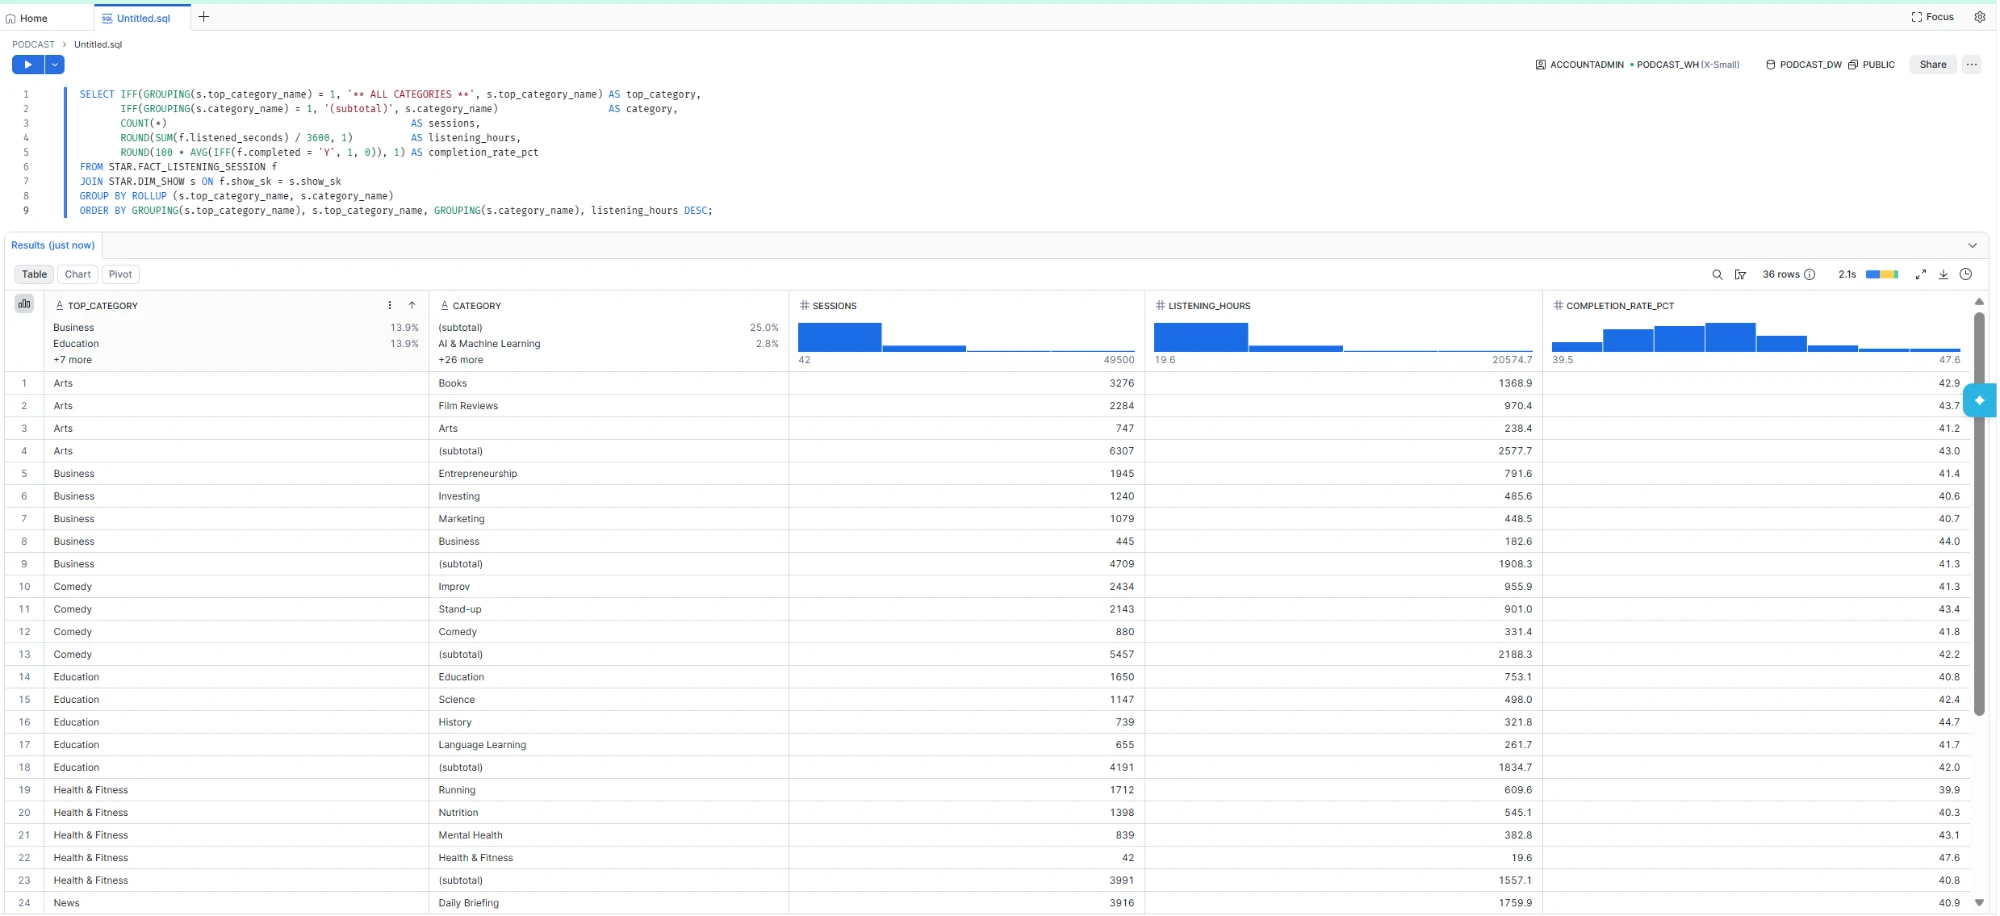 Home
Untitled.sql
Focus
PODCAST > Untitled.sql
ACCOUNTADMIN • PODCAST_WH (X-Small) PODCAST_DW PUBLIC Share ...
1 SELECT IFF(GROUPING(s.top_category_name) = 1, '** ALL CATEGORIES **', s.top_category_name) AS top_category,
2 IFF(GROUPING(s.category_name) = 1, '(subtotal)', s.category_name) AS category,
3 COUNT(*) AS sessions,
4 ROUND(SUM(f.listened_seconds) / 3600, 1) AS listening_hours,
5 ROUND(100 * AVG(IFF(f.completed = 'Y', 1, 0)), 1) AS completion_rate_pct
6 FROM STAR.FACT_LISTENING_SESSION f
7 JOIN STAR.DIM_SHOW s ON f.show_sk = s.show_sk
8 GROUP BY ROLLUP (s.top_category_name, s.category_name)
9 ORDER BY GROUPING(s.top_category_name), s.top_category_name, GROUPING(s.category_name), listening_hours DESC;
Results (just now)
Table Chart Pivot
36 rows 2.1s
TOP_CATEGORY CATEGORY SESSIONS LISTENING_HOURS COMPLETION_RATE_PCT
Business 13.9% (subtotal) 25.0%
Education 13.9% AI & Machine Learning 2.8%
+7 more +26 more 42 49500 19.6 20574.7 39.5 47.6
1 Arts Books 3276 1368.9 42.9
2 Arts Film Reviews 2284 970.4 43.7
3 Arts Arts 747 238.4 41.2
4 Arts (subtotal) 6307 2577.7 43.0
5 Business Entrepreneurship 1945 791.6 41.4
6 Business Investing 1240 485.6 40.6
7 Business Marketing 1079 448.5 40.7
8 Business Business 445 182.6 44.0
9 Business (subtotal) 4709 1908.3 41.3
10 Comedy Improv 2434 955.9 41.3
11 Comedy Stand-up 2143 901.0 43.4
12 Comedy Comedy 880 331.4 41.8
13 Comedy (subtotal) 5457 2188.3 42.2
14 Education Education 1650 753.1 40.8
15 Education Science 1147 498.0 42.4
16 Education History 739 321.8 44.7
17 Education Language Learning 655 261.7 41.7
18 Education (subtotal) 4191 1834.7 42.0
19 Health & Fitness Running 1712 609.6 39.9
20 Health & Fitness Nutrition 1398 545.1 40.3
21 Health & Fitness Mental Health 839 382.8 43.1
22 Health & Fitness Health & Fitness 42 19.6 47.6
23 Health & Fitness (subtotal) 3991 1557.1 40.8
24 News Daily Briefing 3916 1759.9 40.9